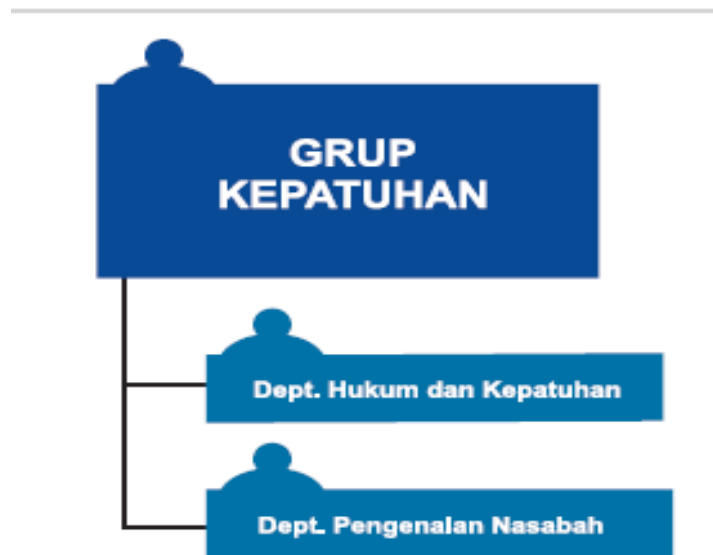 GRUP
KEPATUHAN
Dept. Hukum dan Kepatuhan
Dept. Pengenalan Nasabah